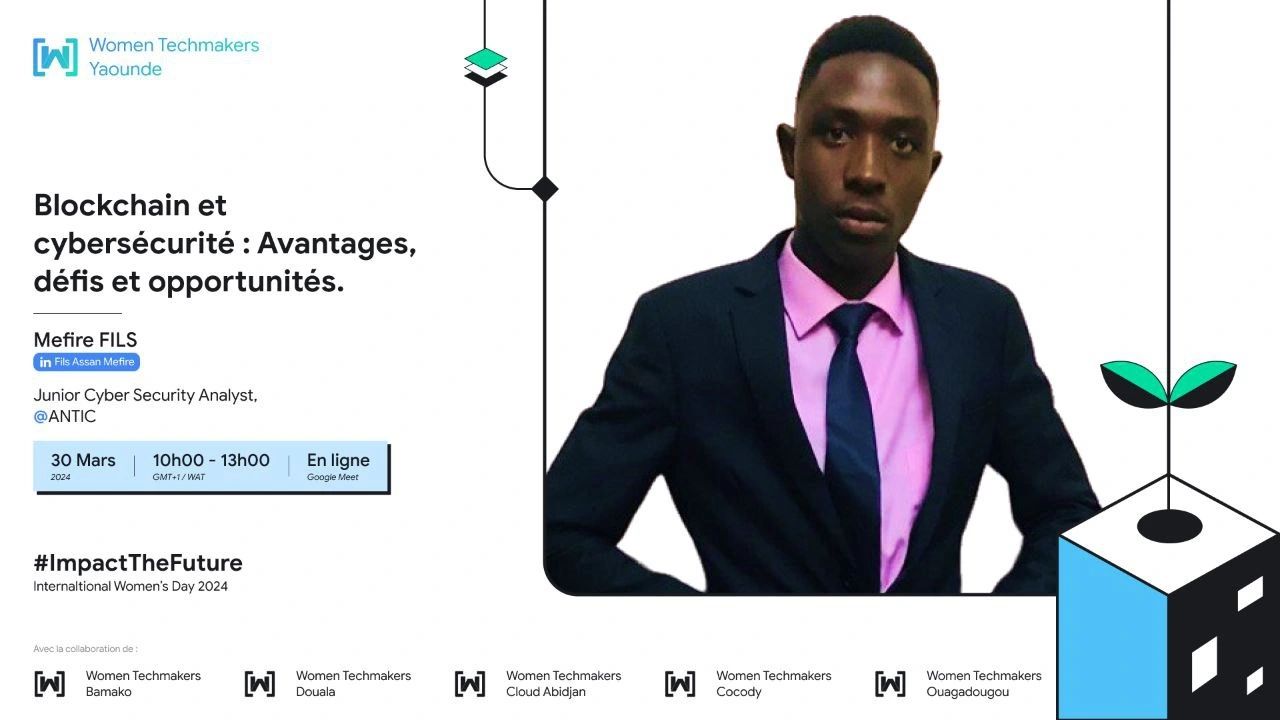 Women Techmakers
Yaounde
Blockchain et
cybersécurité : Avantages,
défis et opportunités.
Mefire FILS
in Fils Assan Mefire
Junior Cyber Security Analyst,
@ANTIC
30 Mars
2024
10h00 - 13h00
GMT+1 / WAT
En ligne
Google Meet
#ImpactTheFuture
Internaltional Women's Day 2024
Avec la collaboration de :
Women Techmakers
Bamako
Women Techmakers
Douala
Women Techmakers
Cloud Abidjan
Women Techmakers
Cocody
Women Techmakers
Ouagadougou